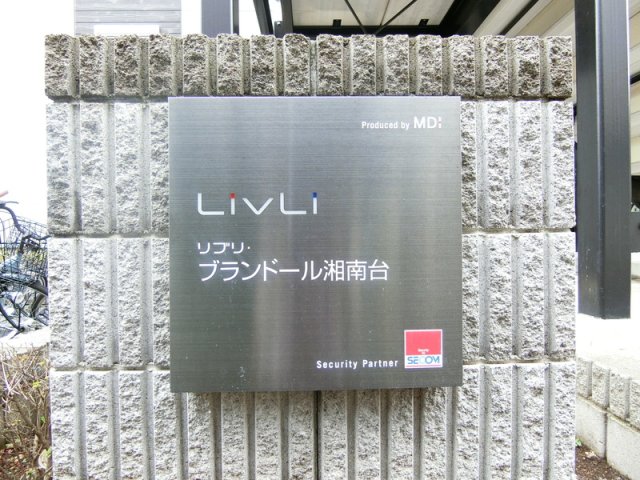 Produced by MDI
LivLi
リブリ・
ブランドール湘南台
Security Partner
SECOM